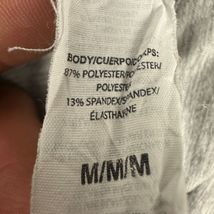 BODY/CUERPO/CORPS:
87% POLYESTER/POLIÉSTER/
POLYESTER
13% SPANDEX/SPANDEX/
ÉLASTHANNE
M/M/M